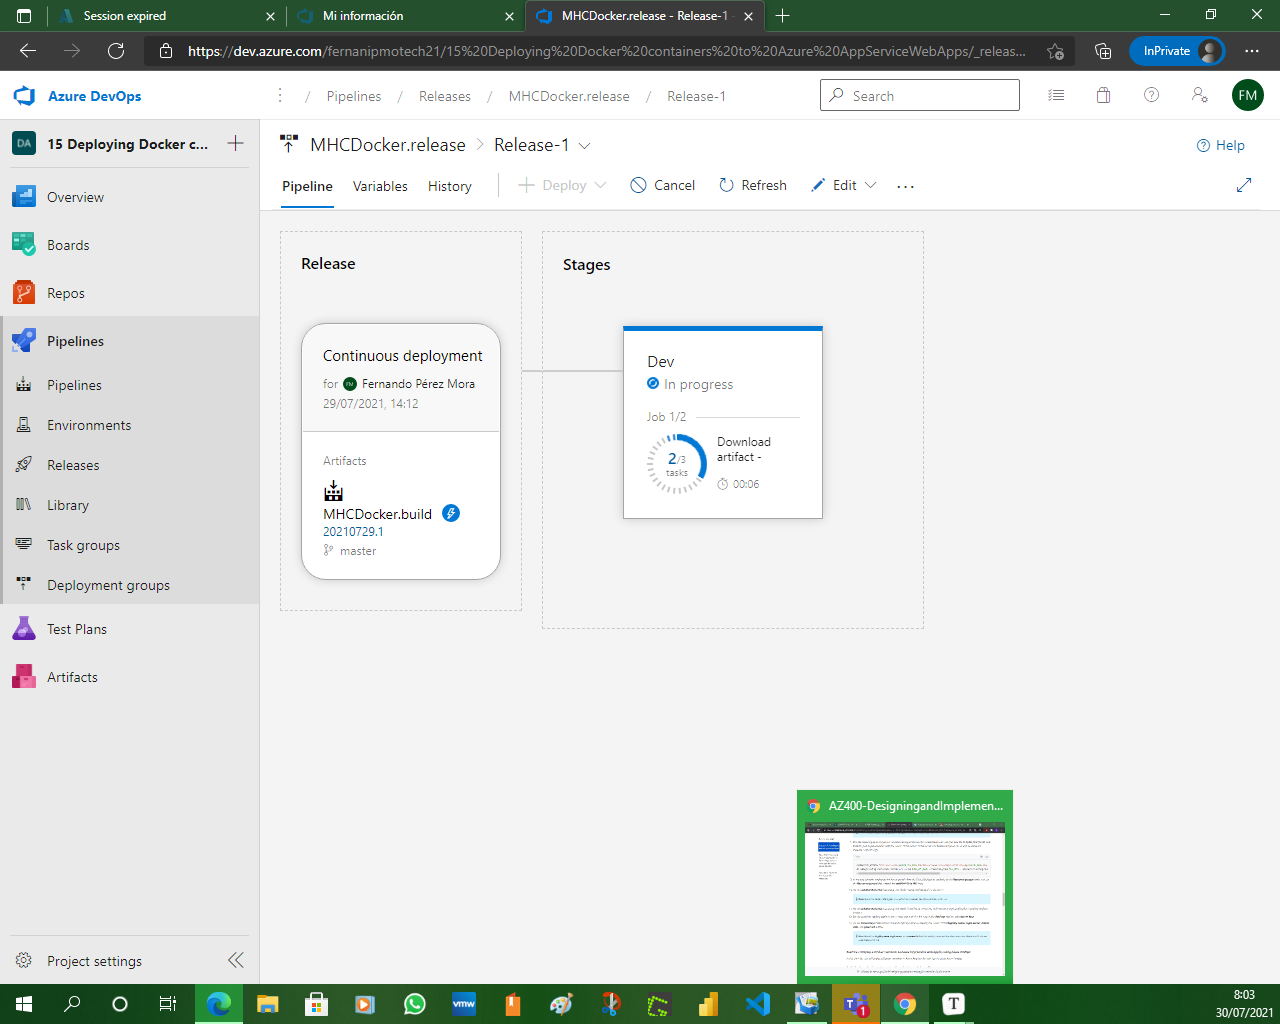 Session expired
Mi información
MHCDocker.release - Release-1 -
https://dev.azure.com/fernanipmotech21/15%20Deploying%20Docker%20containers%20to%20Azure%20AppServiceWebApps/_releas...
InPrivate
Azure DevOps
/ Pipelines / Releases / MHCDocker.release / Release-1
Search
FM
DA
15 Deploying Docker c...
MHCDocker.release
Release-1
Help
Overview
Boards
Repos
Pipelines
Pipelines
Environments
Releases
Library
Task groups
Deployment groups
Test Plans
Artifacts
Project settings
Pipeline
Variables
History
Deploy
Cancel
Refresh
Edit
Release
Continuous deployment
for FM Fernando Pérez Mora
29/07/2021, 14:12
Artifacts
MHCDocker.build
20210729.1
master
Stages
Dev
In progress
Job 1/2
2/3
tasks
Download
artifact -
00:06
AZ400-DesigningandImplemen...
vmw
1
T
8:03
30/07/2021